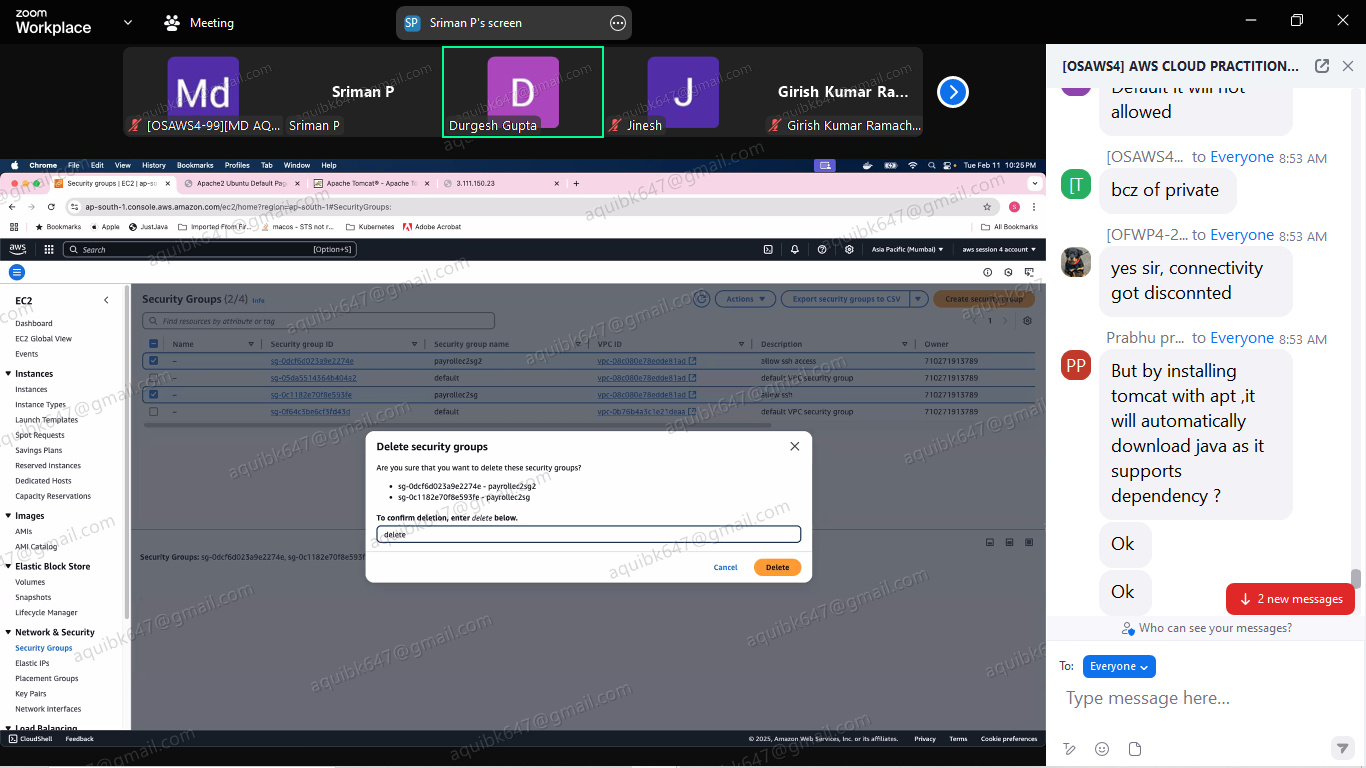 zoom
Workplace
Meeting
SP
Sriman P's screen
Md
[OSAWS4-99][MD AQ...
Sriman P
Sriman P
D
Durgesh Gupta
J
Jinesh
Girish Kumar Ra...
Girish Kumar Ramach...
Chrome File Edit View History Bookmarks Profiles Tab Window Help
Tue Feb 11 10:25 PM
Security groups | EC2 | ap-so
Apache2 Ubuntu Default Pag
Apache Tomcat® - Apache To
3.111.150.23
ap-south-1.console.aws.amazon.com/ec2/home?region=ap-south-1#SecurityGroups:
S
Bookmarks
Apple
JustJava
Imported From Fir...
macos - STS not r...
Kubernetes
Adobe Acrobat
All Bookmarks
aws
Search
[Option+S]
Asia Pacific (Mumbai)
aws session 4 account
EC2
Dashboard
EC2 Global View
Events
Instances
Instances
Instance Types
Launch Templates
Spot Requests
Savings Plans
Reserved Instances
Dedicated Hosts
Capacity Reservations
Images
AMIs
AMI Catalog
Elastic Block Store
Volumes
Snapshots
Lifecycle Manager
Network & Security
Security Groups
Elastic IPs
Placement Groups
Key Pairs
Network Interfaces
Load Balancing
Security Groups (2/4) Info
Actions
Export security groups to CSV
Create security group
Find resources by attribute or tag
1
Name Security group ID Security group name VPC ID Description Owner
– sg-0dcf6d023a9e2274e payrollec2sg2 vpc-08c080e78edde81ad allow ssh access 710271913789
– sg-05da5514364b404a2 default vpc-08c080e78edde81ad default VPC security group 710271913789
– sg-0c1182e70f8e593fe payrollec2sg vpc-08c080e78edde81ad allow ssh 710271913789
– default default VPC security group 710271913789
Delete security groups
Are you sure that you want to delete these security groups?
• sg-0dcf6d023a9e2274e - payrollec2sg2
• sg-0c1182e70f8e593fe - payrollec2sg
To confirm deletion, enter delete below.
delete
Cancel
Delete
Security Groups: sg-0dcf6d023a9e2274e, sg-0c1182e70f8e593f
CloudShell
Feedback
© 2025, Amazon Web Services, Inc. or its affiliates.
Privacy
Terms
Cookie preferences
[OSAWS4] AWS CLOUD PRACTITION...
Default it will not
allowed
[OSAWS4... to Everyone 8:53 AM
[T
bcz of private
[OFWP4-2... to Everyone 8:53 AM
yes sir, connectivity
got disconnted
Prabhu pr... to Everyone 8:53 AM
PP
But by installing
tomcat with apt ,it
will automatically
download java as it
supports
dependency ?
Ok
Ok
2 new messages
Who can see your messages?
To:
Everyone
Type message here...
aquibk647@gmail.com